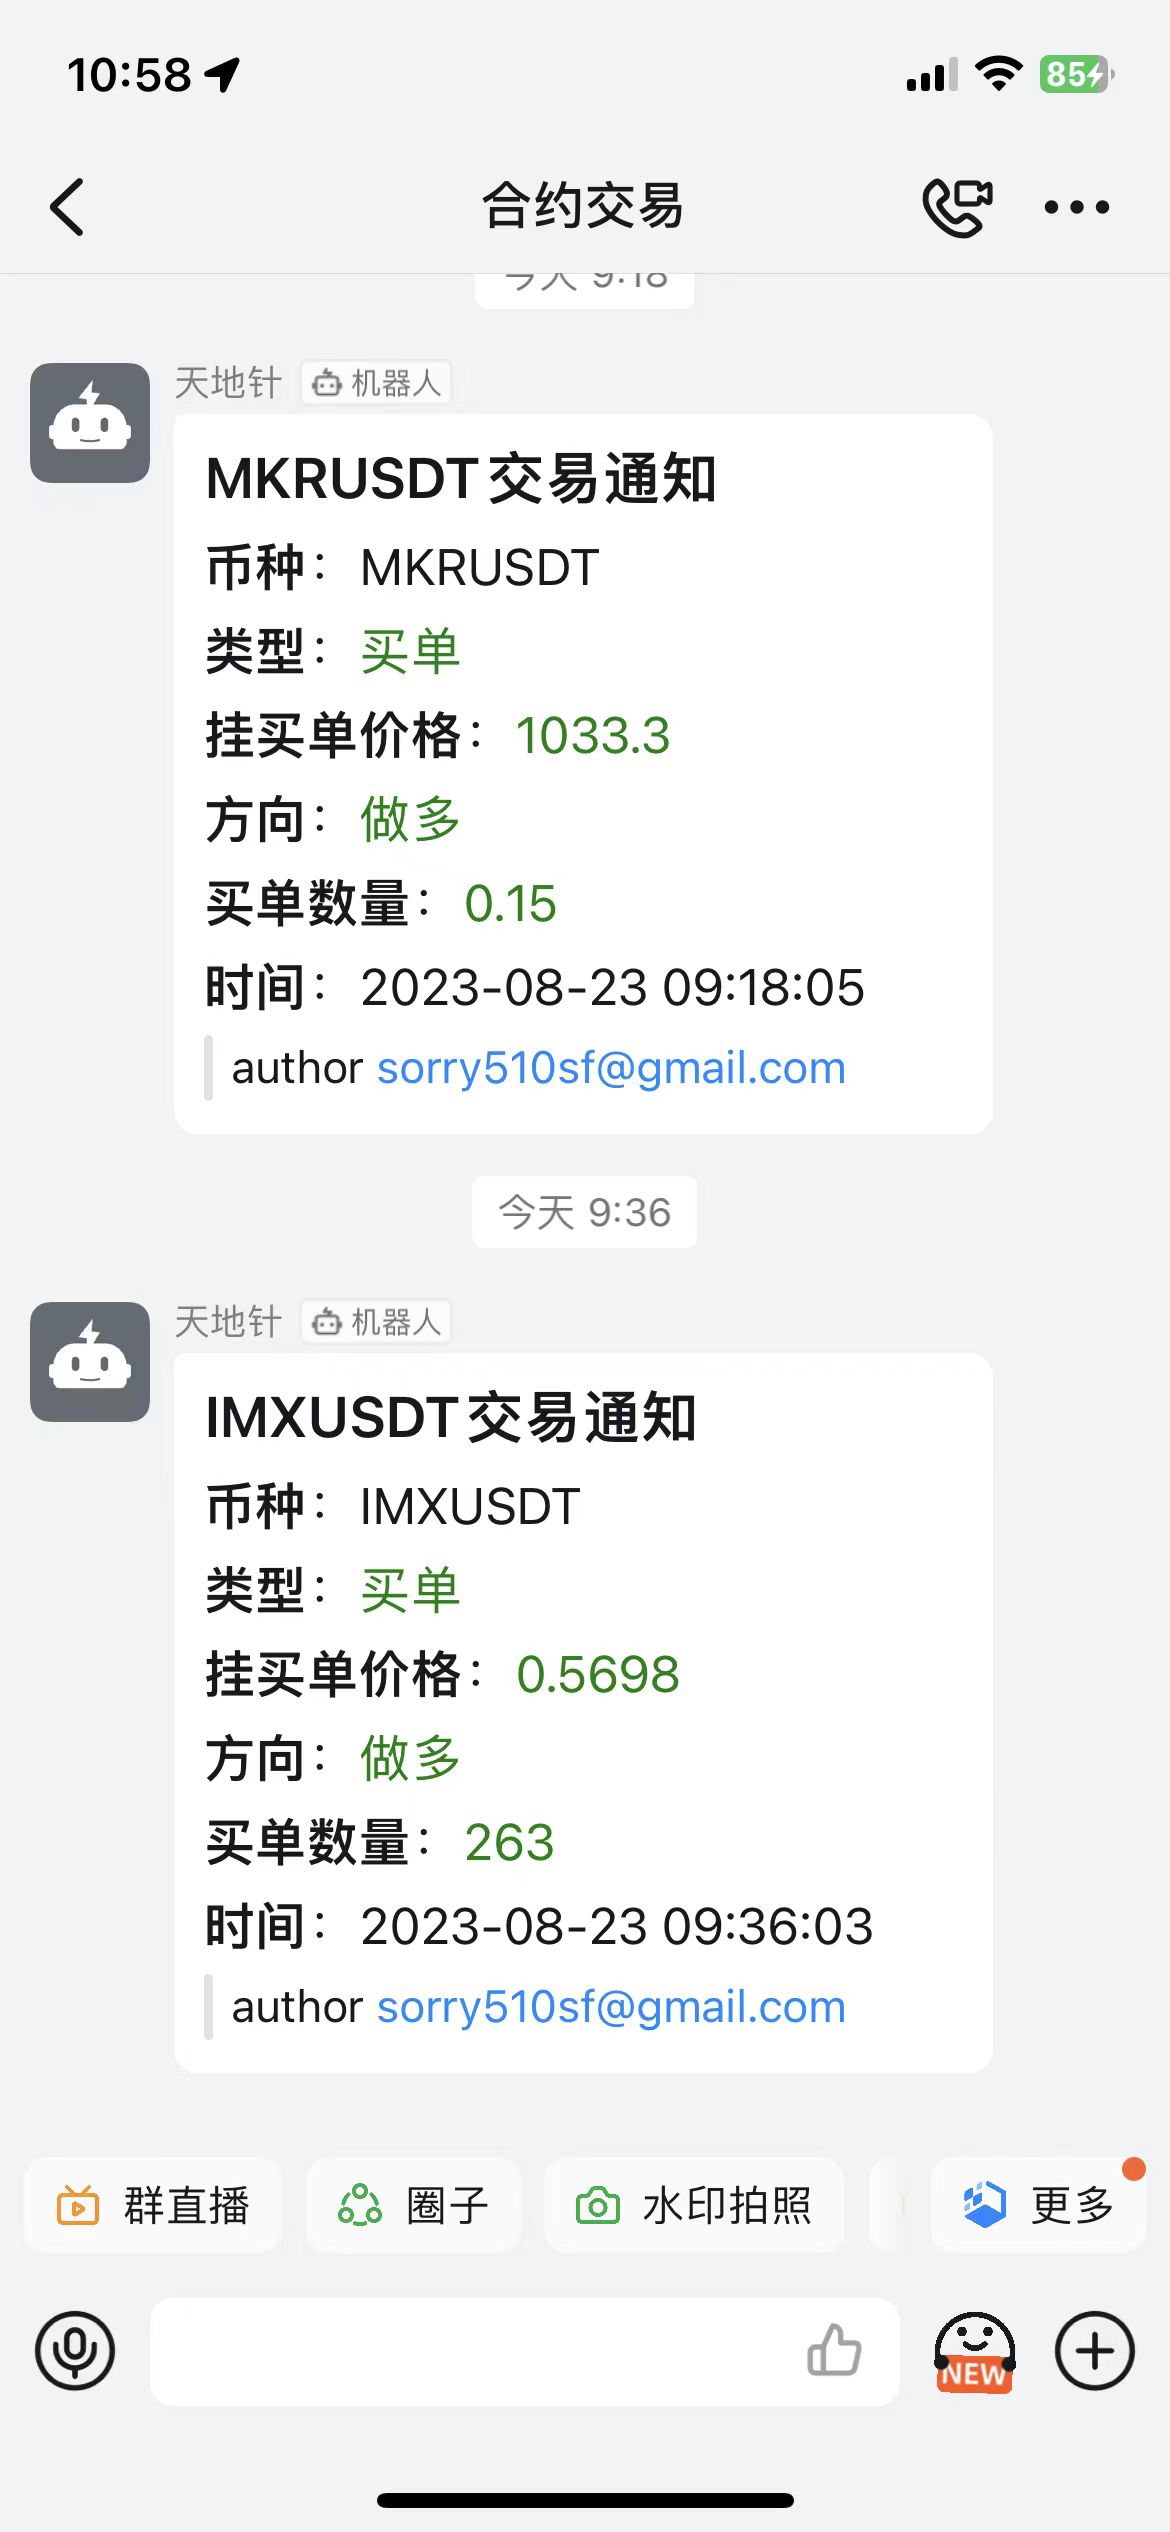 10:58
85
合约交易
今天 9:18
天地针 机器人
MKRUSDT交易通知
币种： MKRUSDT
类型： 买单
挂买单价格： 1033.3
方向： 做多
买单数量： 0.15
时间： 2023-08-23 09:18:05
author sorry510sf@gmail.com
今天 9:36
天地针 机器人
IMXUSDT交易通知
币种： IMXUSDT
类型： 买单
挂买单价格： 0.5698
方向： 做多
买单数量： 263
时间： 2023-08-23 09:36:03
author sorry510sf@gmail.com
群直播 圈子 水印拍照 更多
NEW